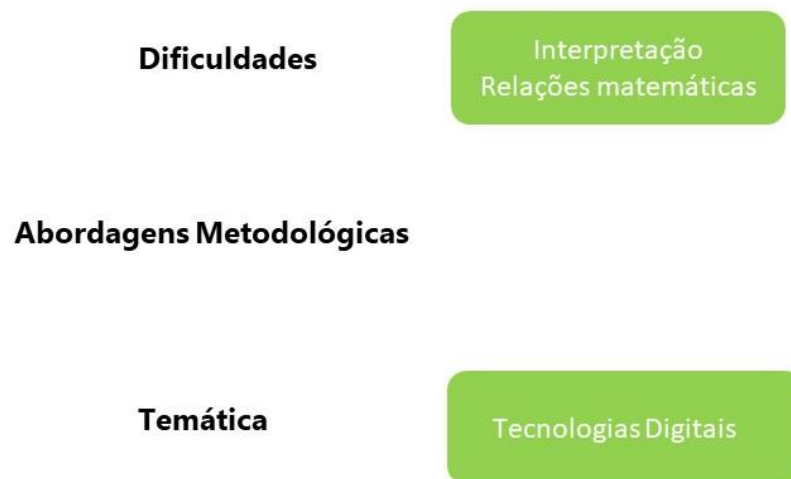 Dificuldades
Interpretação
Relações matemáticas
Abordagens Metodológicas
Temática
Tecnologias Digitais